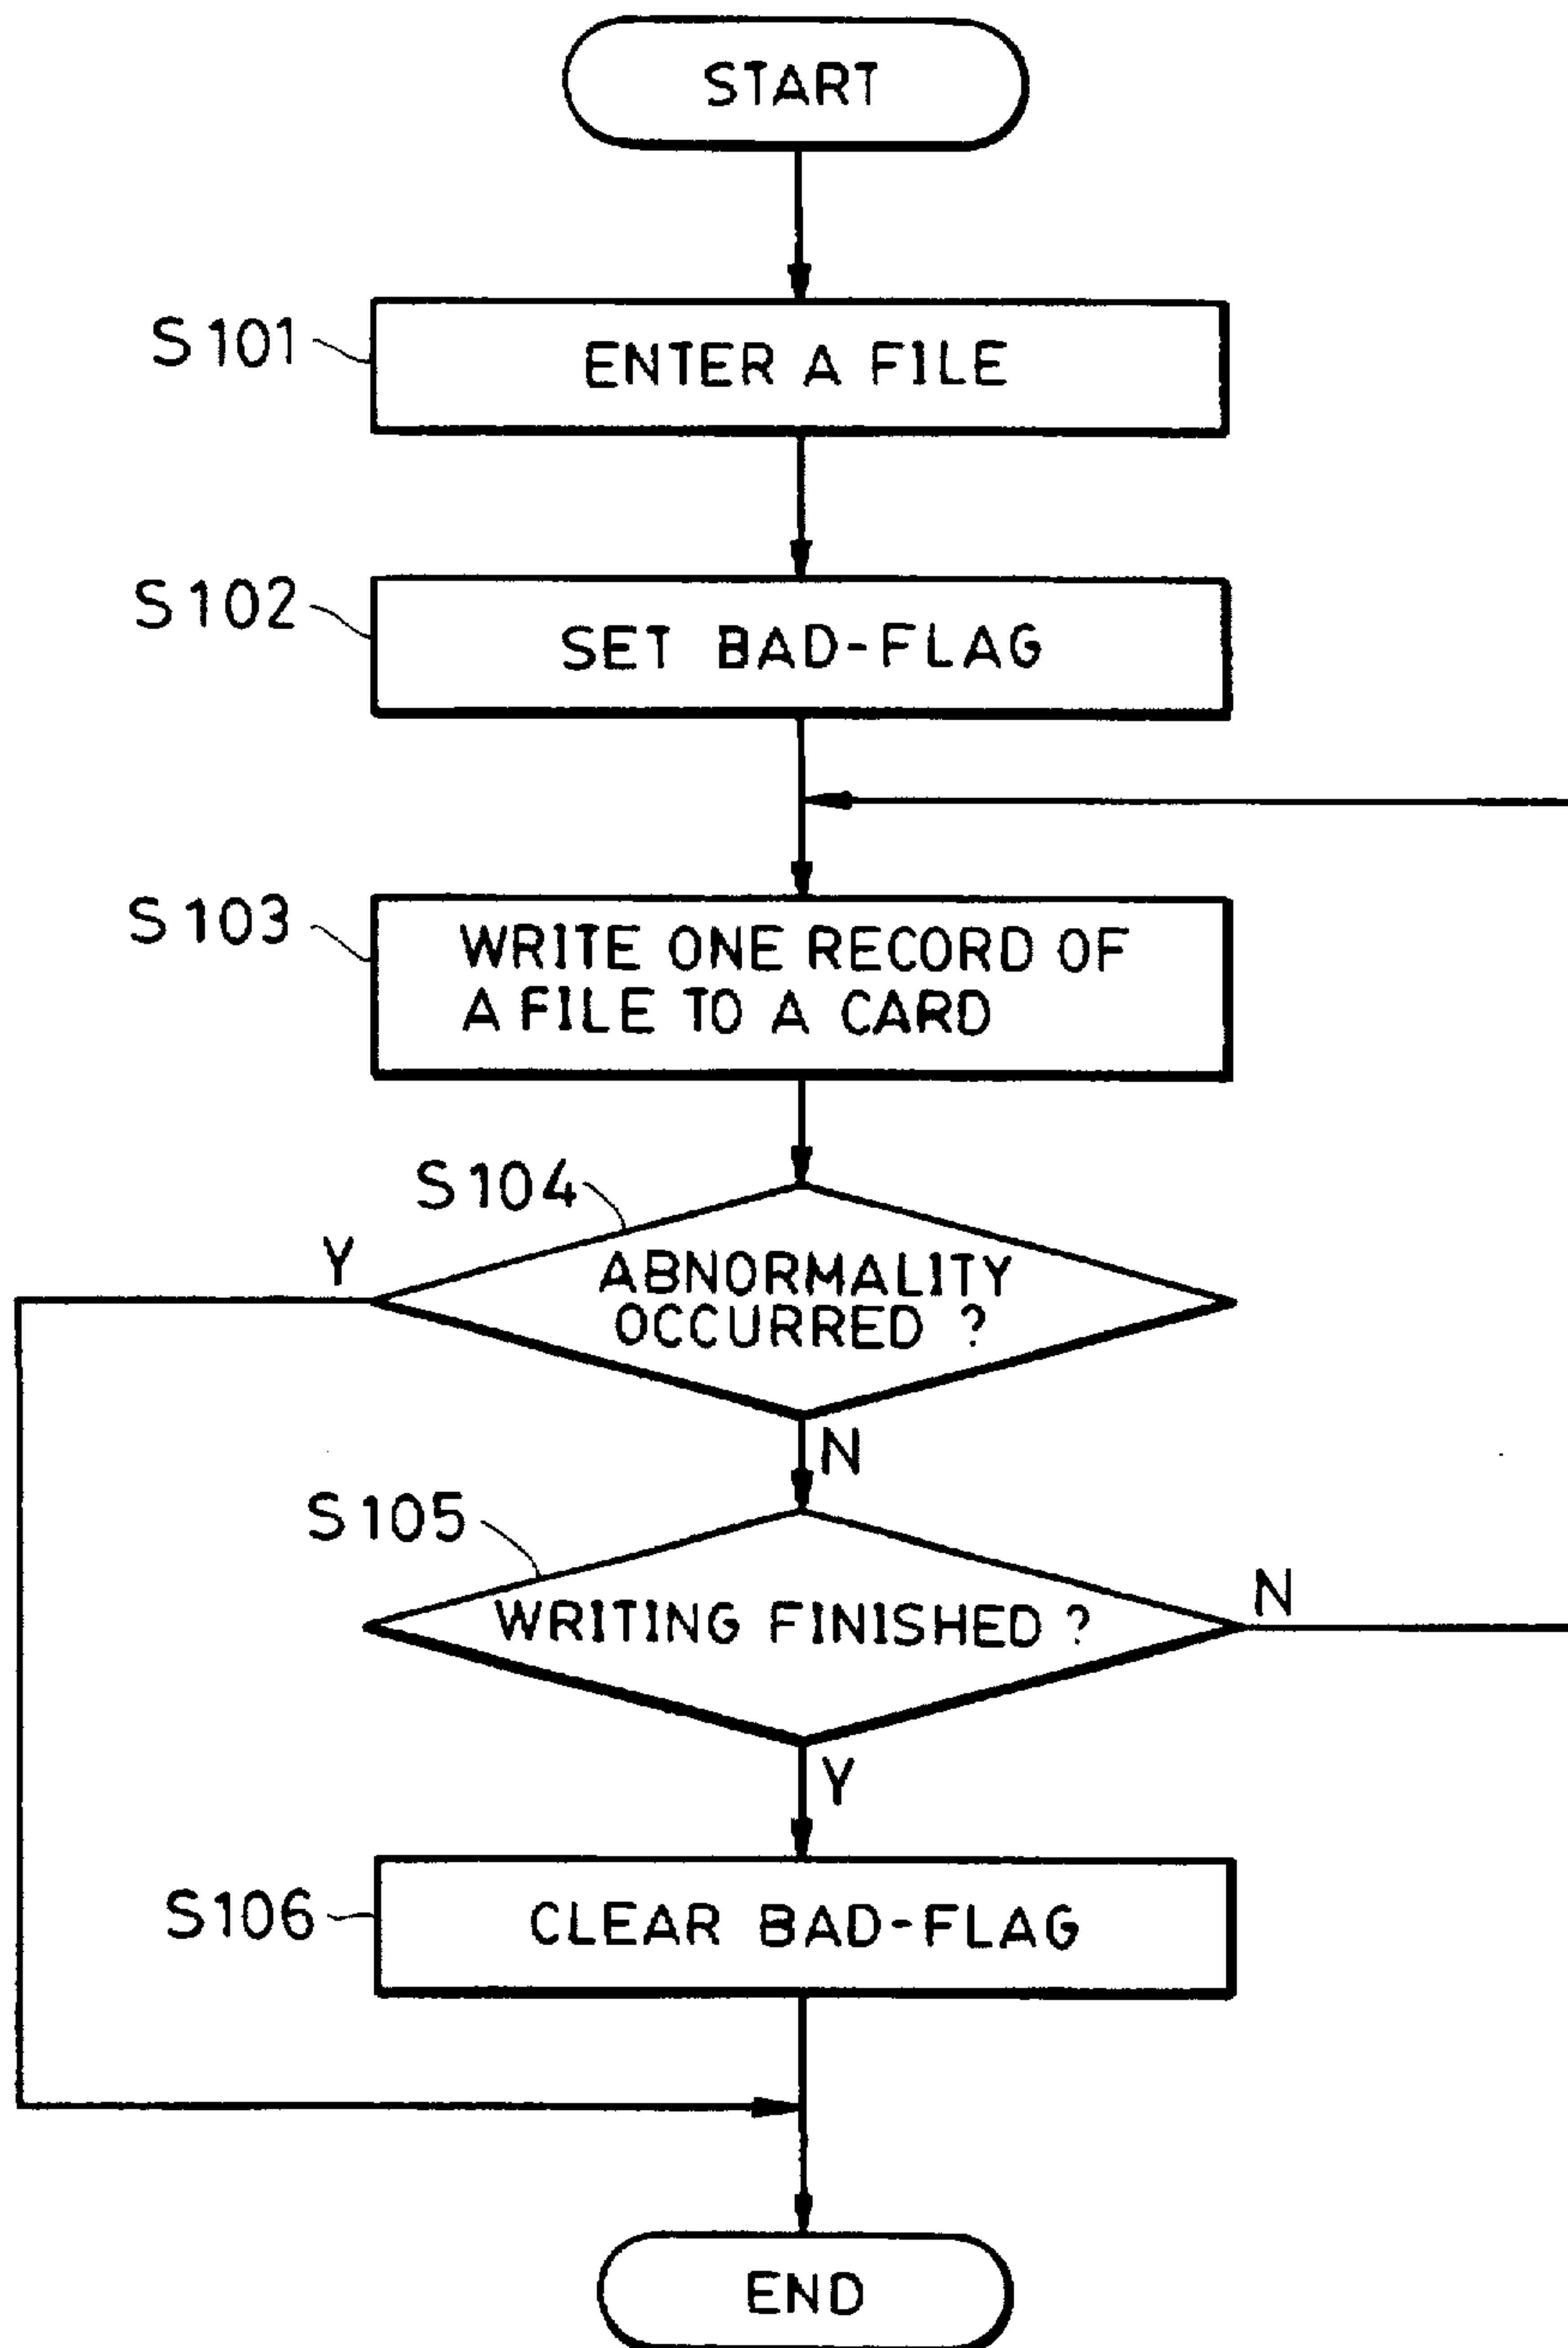 START
S101
ENTER A FILE
S102
SET BAD-FLAG
S103
WRITE ONE RECORD OF
A FILE TO A CARD
S104
Y
ABNORMALITY
OCCURRED ?
N
S105
WRITING FINISHED ?
N
Y
S106
CLEAR BAD-FLAG
END